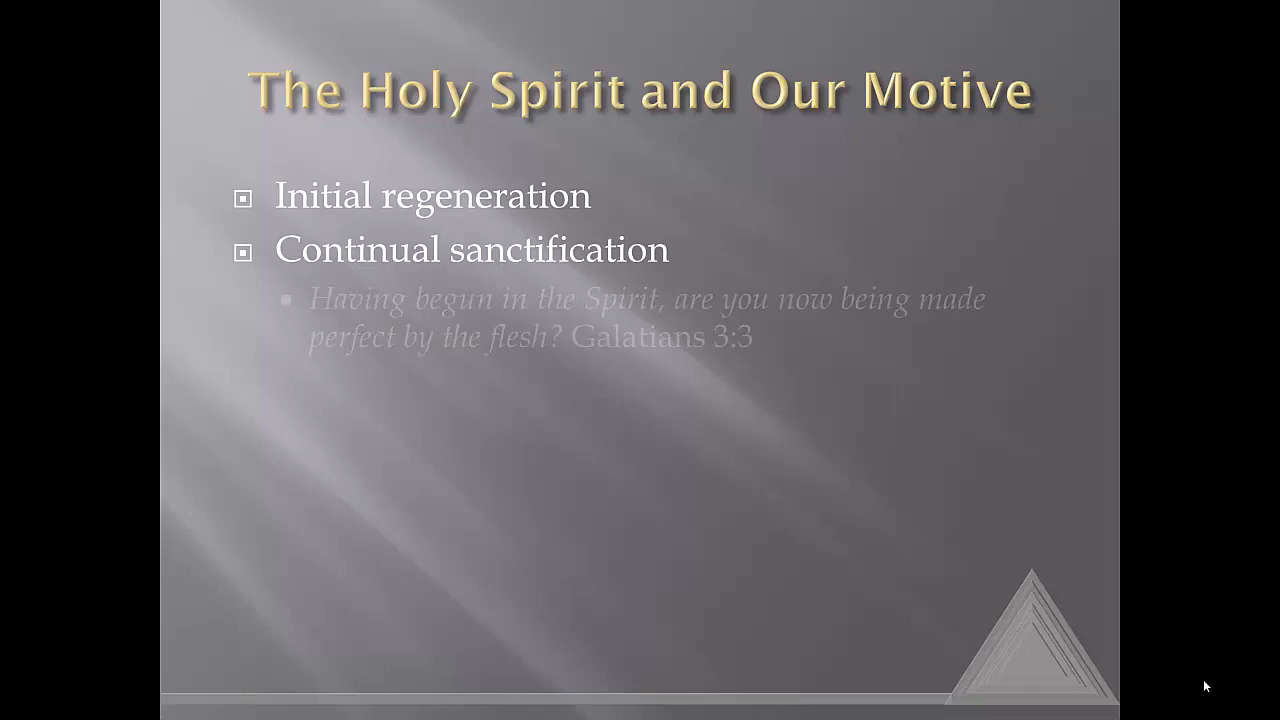 The Holy Spirit and Our Motive
Initial regeneration
Continual sanctification
Having begun in the Spirit, are you now being made
perfect by the flesh? Galatians 3:3